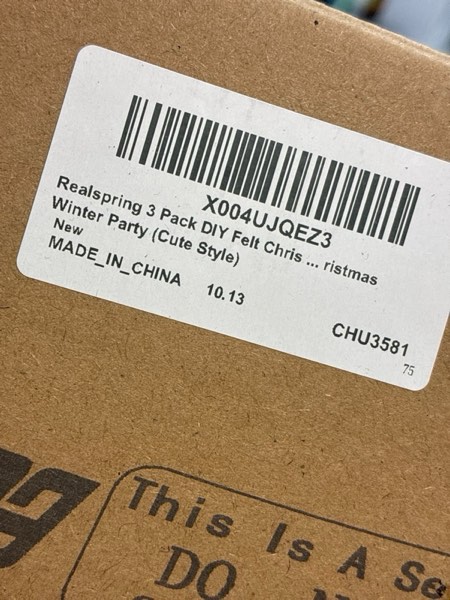 X004UJQEZ3
Realspring 3 Pack DIY Felt Chris ... ristmas
Winter Party (Cute Style)
New
MADE_IN_CHINA 10.13
CHU3581
75
This Is A Se
DO